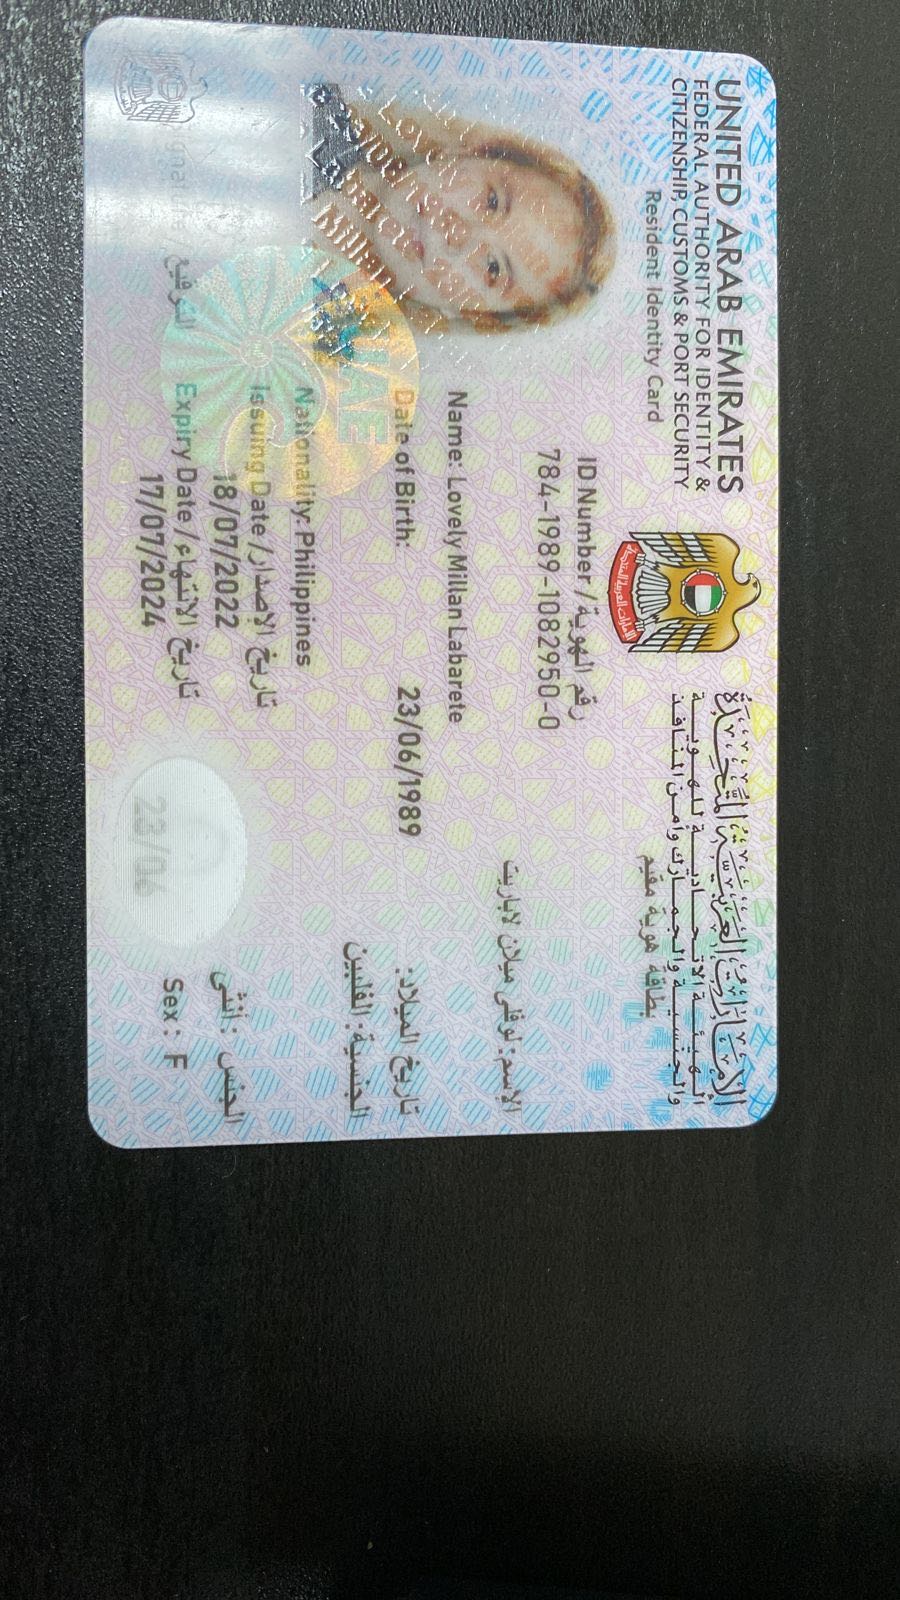 UNITED ARAB EMIRATES
FEDERAL AUTHORITY FOR IDENTITY &
CITIZENSHIP, CUSTOMS & PORT SECURITY
Resident Identity Card
الإمارات العربية المتحدة
الهيئة الاتحادية للهوية
والجنسية والجمارك وأمن المنافذ
بطاقة هوية مقيم
ID Number / رقم الهوية
784-1989-1082950-0
الاسم: لوفلى ميلان لاباريت
Name: Lovely Millan Labarete
Date of Birth: 23/06/1989 تاريخ الميلاد:
Nationality: Philippines الجنسية: الفلبين
Issuing Date / تاريخ الإصدار
18/07/2022
Expiry Date / تاريخ الانتهاء
17/07/2024
الجنس : أنثى
Sex : F
التوقيع
UAE
23/06
Millan